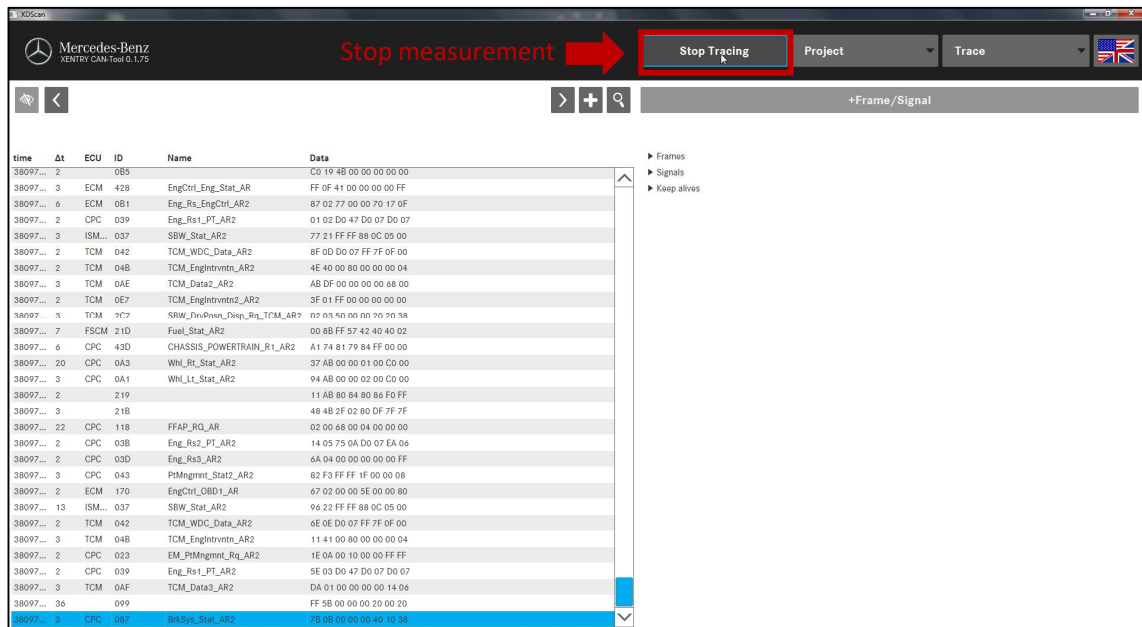 XDScan
Mercedes-Benz
XENTRY CAN-Tool 0.1.75
Stop measurement
Stop Tracing
Project
Trace
+Frame/Signal
time Δt ECU ID Name Data
38097... 2 0B5 C0 19 4B 00 00 00 00 00
38097... 3 ECM 428 EngCtrl_Eng_Stat_AR FF 0F 41 00 00 00 00 FF
38097... 6 ECM 0B1 Eng_Rs_EngCtrl_AR2 87 02 77 00 00 70 17 0F
38097... 2 CPC 039 Eng_Rs1_PT_AR2 01 02 D0 47 D0 07 D0 07
38097... 3 ISM... 037 SBW_Stat_AR2 77 21 FF FF 88 0C 05 00
38097... 2 TCM 042 TCM_WDC_Data_AR2 8F 0D D0 07 FF 7F 0F 00
38097... 2 TCM 04B TCM_EngIntrvntn_AR2 4E 40 00 80 00 00 00 04
38097... 3 TCM 0AE TCM_Data2_AR2 AB DF 00 00 00 00 68 00
38097... 2 TCM 0E7 TCM_EngIntrvntn2_AR2 3F 01 FF 00 00 00 00 00
38097... 3 TCM 2C7 SBW_DrvPosn_Disp_Rq_TCM_AR2 02 03 50 00 00 20 20 38
38097... 7 FSCM 21D Fuel_Stat_AR2 00 8B FF 57 42 40 40 02
38097... 6 CPC 43D CHASSIS_POWERTRAIN_R1_AR2 A1 74 81 79 84 FF 00 00
38097... 20 CPC 0A3 Whl_Rt_Stat_AR2 37 AB 00 00 01 00 C0 00
38097... 3 CPC 0A1 Whl_Lt_Stat_AR2 94 AB 00 00 02 00 C0 00
38097... 2 219 11 AB 80 84 80 86 F0 FF
38097... 3 21B 48 4B 2F 02 80 DF 7F 7F
38097... 22 CPC 118 FFAP_RQ_AR 02 00 68 00 04 00 00 00
38097... 2 CPC 03B Eng_Rs2_PT_AR2 14 05 75 0A D0 07 EA 06
38097... 2 CPC 03D Eng_Rs3_AR2 6A 04 00 00 00 00 00 FF
38097... 3 CPC 043 PtMngmnt_Stat2_AR2 82 F3 FF FF 1F 00 00 08
38097... 2 ECM 170 EngCtrl_OBD1_AR 67 02 00 00 5E 00 00 80
38097... 13 ISM... 037 SBW_Stat_AR2 96 22 FF FF 88 0C 05 00
38097... 2 TCM 042 TCM_WDC_Data_AR2 6E 0E D0 07 FF 7F 0F 00
38097... 3 TCM 04B TCM_EngIntrvntn_AR2 11 41 00 80 00 00 00 04
38097... 2 CPC 023 EM_PtMngmnt_Rq_AR2 1E 0A 00 10 00 00 FF FF
38097... 2 CPC 039 Eng_Rs1_PT_AR2 5E 03 D0 47 D0 07 D0 07
38097... 3 TCM 0AF TCM_Data3_AR2 DA 01 00 00 00 00 14 06
38097... 36 099 FF 5B 00 00 00 20 00 20
38097... 3 CPC 087 BrkSys_Stat_AR2 7B 0B 00 00 00 40 10 38
Frames
Signals
Keep alives